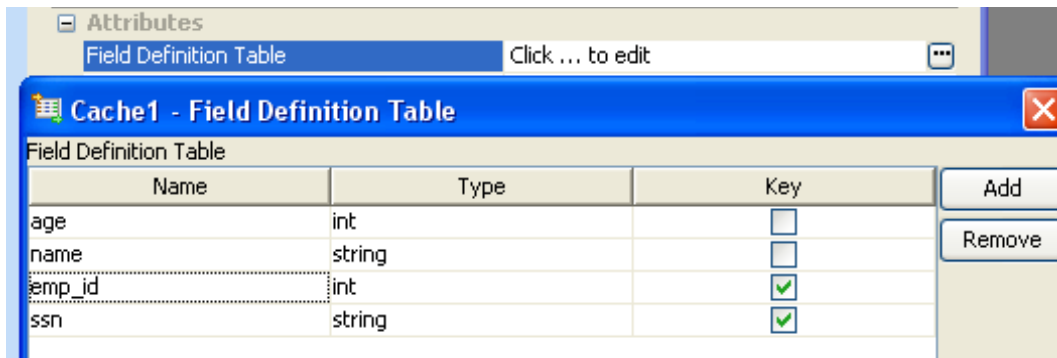 Attributes
Field Definition Table Click ... to edit ...
Cache1 - Field Definition Table
Field Definition Table
Name Type Key Add
age int
name string Remove
emp_id int
ssn string